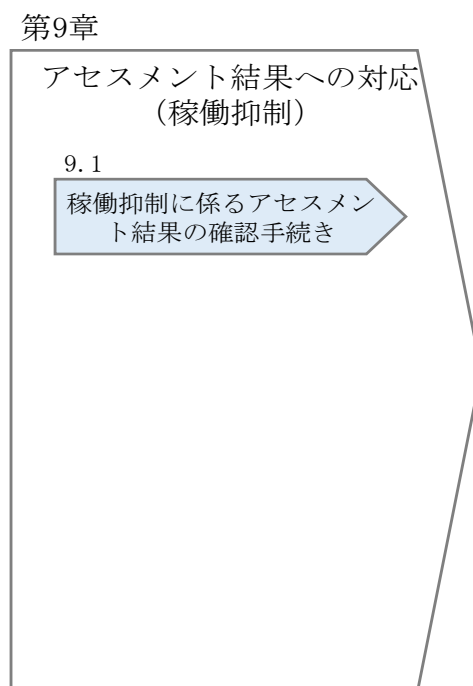 第9章
アセスメント結果への対応
（稼働抑制）
9.1
稼働抑制に係るアセスメン
ト結果の確認手続き